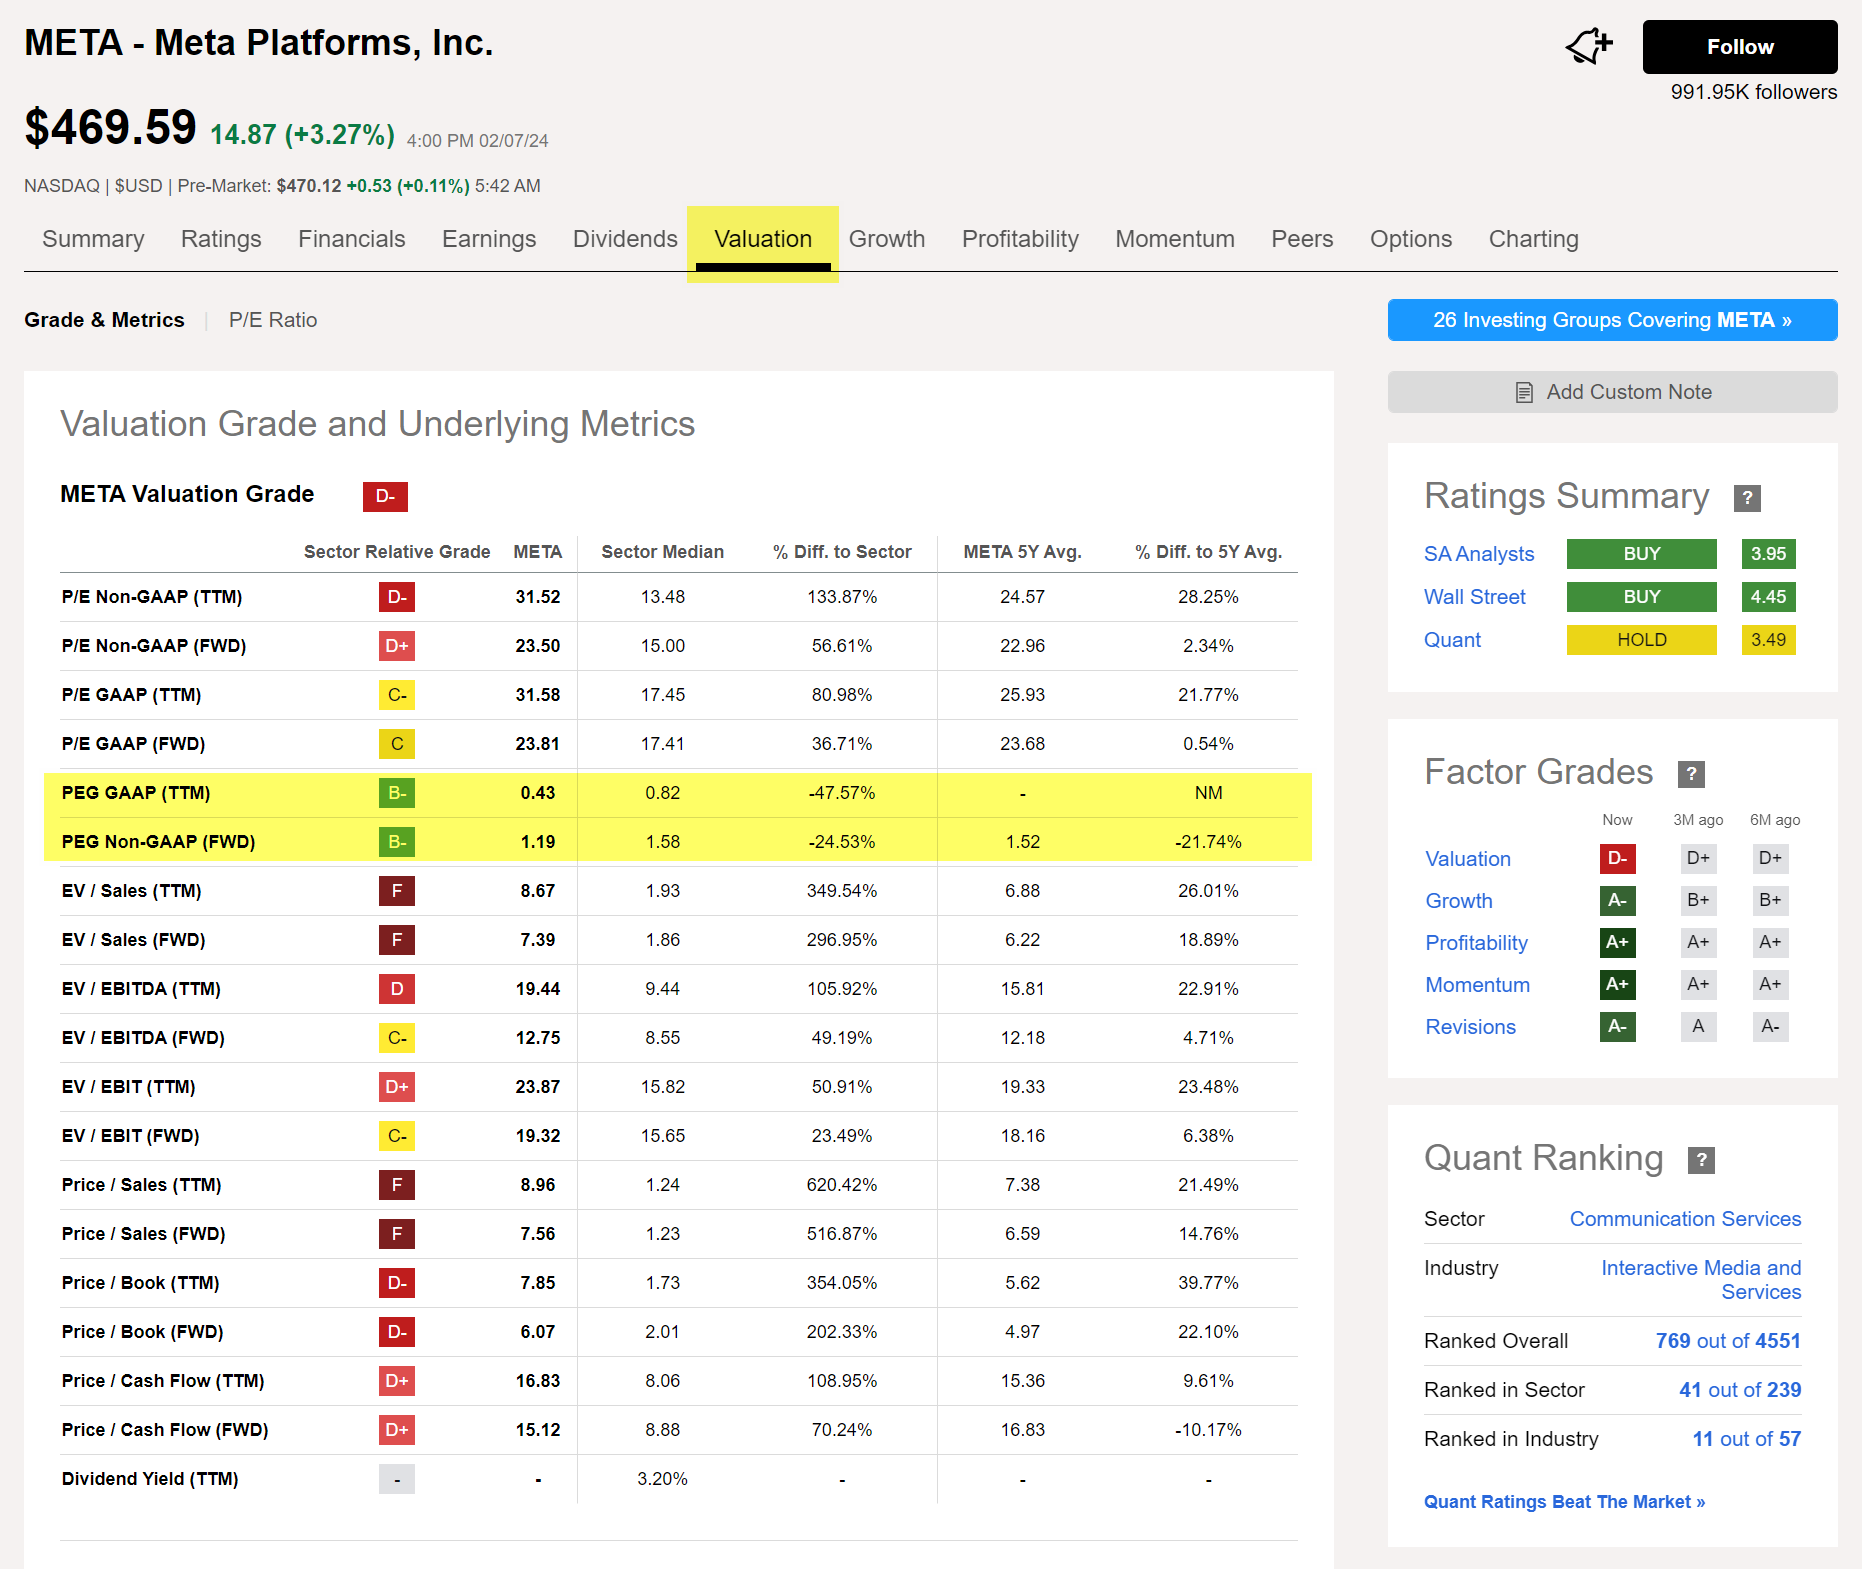 META - Meta Platforms, Inc.
Follow
991.95K followers
$469.59 14.87 (+3.27%) 4:00 PM 02/07/24
NASDAQ | $USD | Pre-Market: $470.12 +0.53 (+0.11%) 5:42 AM
Summary Ratings Financials Earnings Dividends Valuation Growth Profitability Momentum Peers Options Charting
Grade & Metrics | P/E Ratio
26 Investing Groups Covering META »
Add Custom Note
Valuation Grade and Underlying Metrics
META Valuation Grade D-
Sector Relative Grade META Sector Median % Diff. to Sector META 5Y Avg. % Diff. to 5Y Avg.
P/E Non-GAAP (TTM) D- 31.52 13.48 133.87% 24.57 28.25%
P/E Non-GAAP (FWD) D+ 23.50 15.00 56.61% 22.96 2.34%
P/E GAAP (TTM) C- 31.58 17.45 80.98% 25.93 21.77%
P/E GAAP (FWD) C 23.81 17.41 36.71% 23.68 0.54%
PEG GAAP (TTM) B- 0.43 0.82 -47.57% - NM
PEG Non-GAAP (FWD) B- 1.19 1.58 -24.53% 1.52 -21.74%
EV / Sales (TTM) F 8.67 1.93 349.54% 6.88 26.01%
EV / Sales (FWD) F 7.39 1.86 296.95% 6.22 18.89%
EV / EBITDA (TTM) D 19.44 9.44 105.92% 15.81 22.91%
EV / EBITDA (FWD) C- 12.75 8.55 49.19% 12.18 4.71%
EV / EBIT (TTM) D+ 23.87 15.82 50.91% 19.33 23.48%
EV / EBIT (FWD) C- 19.32 15.65 23.49% 18.16 6.38%
Price / Sales (TTM) F 8.96 1.24 620.42% 7.38 21.49%
Price / Sales (FWD) F 7.56 1.23 516.87% 6.59 14.76%
Price / Book (TTM) D- 7.85 1.73 354.05% 5.62 39.77%
Price / Book (FWD) D- 6.07 2.01 202.33% 4.97 22.10%
Price / Cash Flow (TTM) D+ 16.83 8.06 108.95% 15.36 9.61%
Price / Cash Flow (FWD) D+ 15.12 8.88 70.24% 16.83 -10.17%
Dividend Yield (TTM) - - 3.20% - - -
Ratings Summary ?
SA Analysts BUY 3.95
Wall Street BUY 4.45
Quant HOLD 3.49
Factor Grades ?
Now 3M ago 6M ago
Valuation D- D+ D+
Growth A- B+ B+
Profitability A+ A+ A+
Momentum A+ A+ A+
Revisions A- A A-
Quant Ranking ?
Sector Communication Services
Industry Interactive Media and
Services
Ranked Overall 769 out of 4551
Ranked in Sector 41 out of 239
Ranked in Industry 11 out of 57
Quant Ratings Beat The Market »